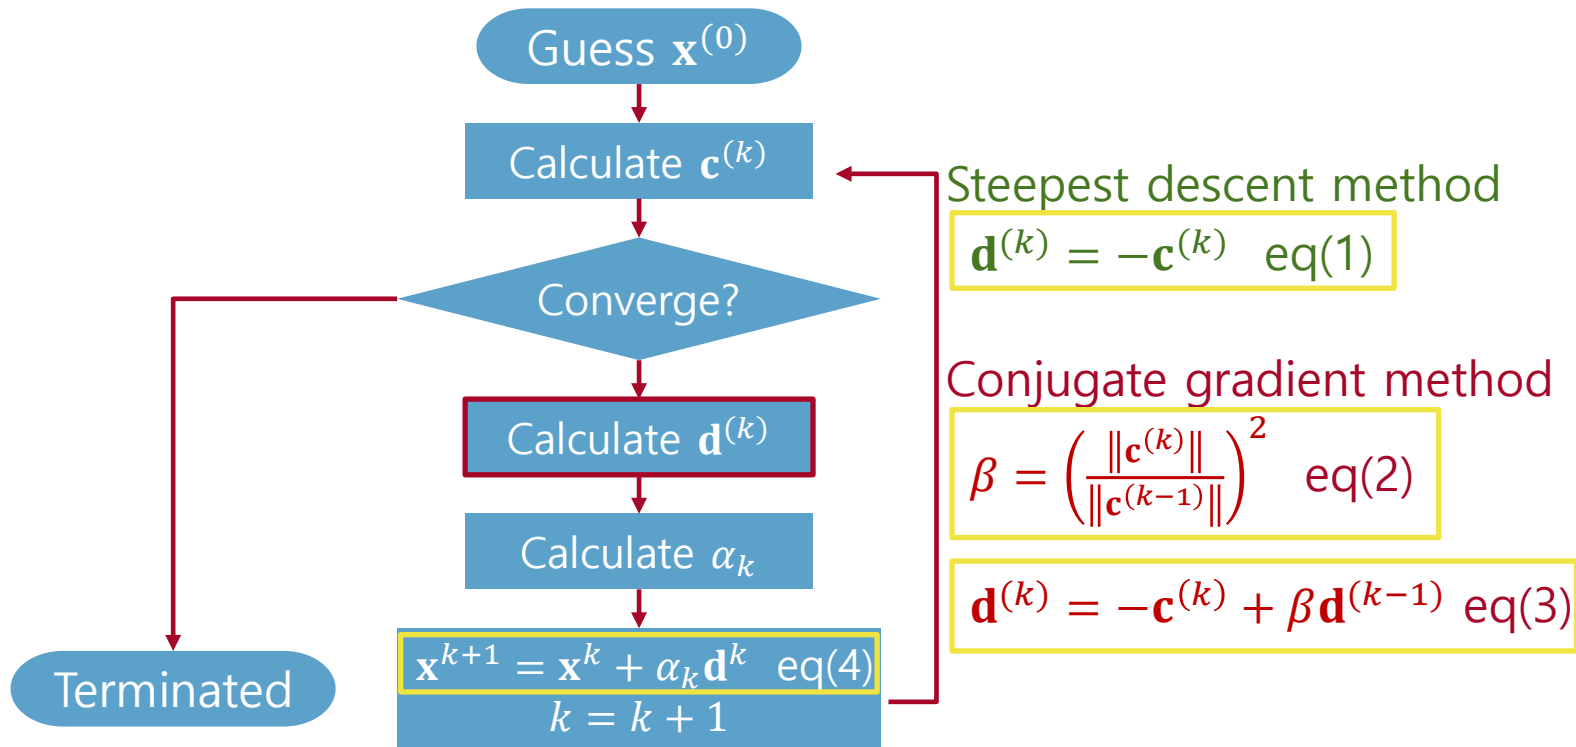 Guess 𝐱⁽⁰⁾
Calculate 𝐜⁽ᵏ⁾
Converge?
Calculate 𝐝⁽ᵏ⁾
Calculate αₖ
𝐱ᵏ⁺¹ = 𝐱ᵏ + αₖ𝐝ᵏ eq(4)
k = k + 1
Terminated
Steepest descent method
𝐝⁽ᵏ⁾ = −𝐜⁽ᵏ⁾ eq(1)
Conjugate gradient method
β = (‖𝐜⁽ᵏ⁾‖ / ‖𝐜⁽ᵏ⁻¹⁾‖)² eq(2)
𝐝⁽ᵏ⁾ = −𝐜⁽ᵏ⁾ + β𝐝⁽ᵏ⁻¹⁾ eq(3)